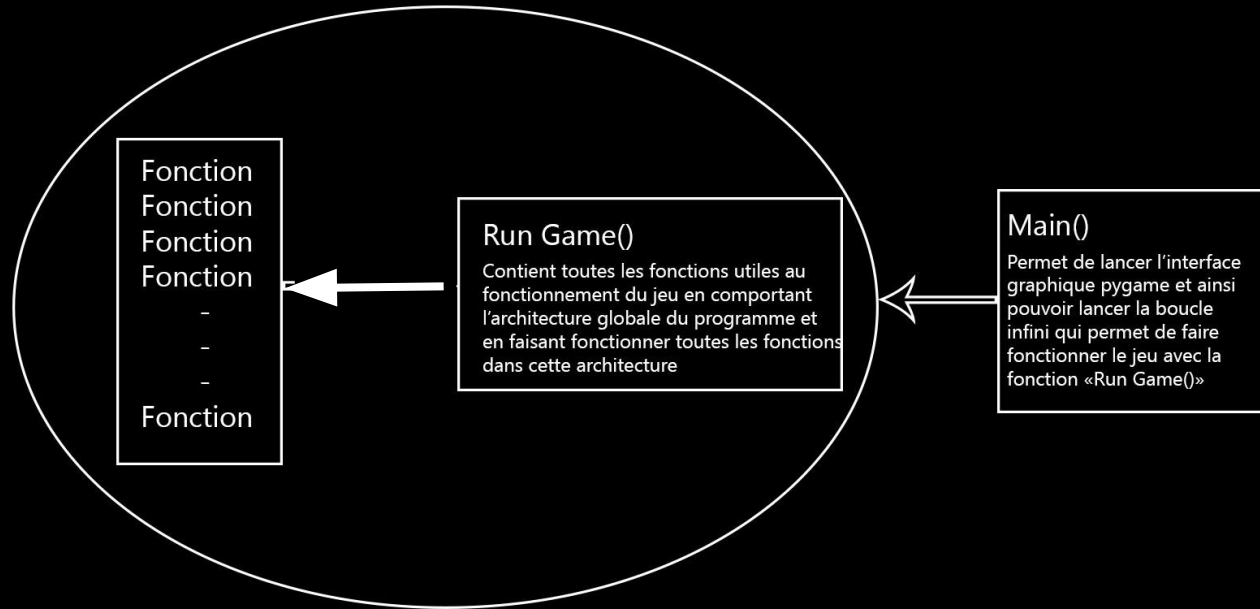 Fonction
Fonction
Fonction
Fonction
-
-
-
Fonction
Run Game()
Contient toutes les fonctions utiles au
fonctionnement du jeu en comportant
l'architecture globale du programme et
en faisant fonctionner toutes les fonctions
dans cette architecture
Main()
Permet de lancer l'interface
graphique pygame et ainsi
pouvoir lancer la boucle
infini qui permet de faire
fonctionner le jeu avec la
fonction «Run Game()»